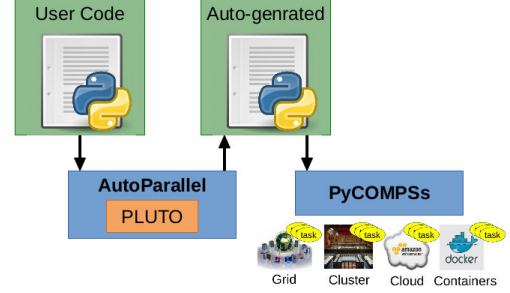 User Code
Auto-genrated
AutoParallel
PLUTO
PyCOMPSs
task
task
task
task
amazon
docker
Grid
Cluster
Cloud
Containers